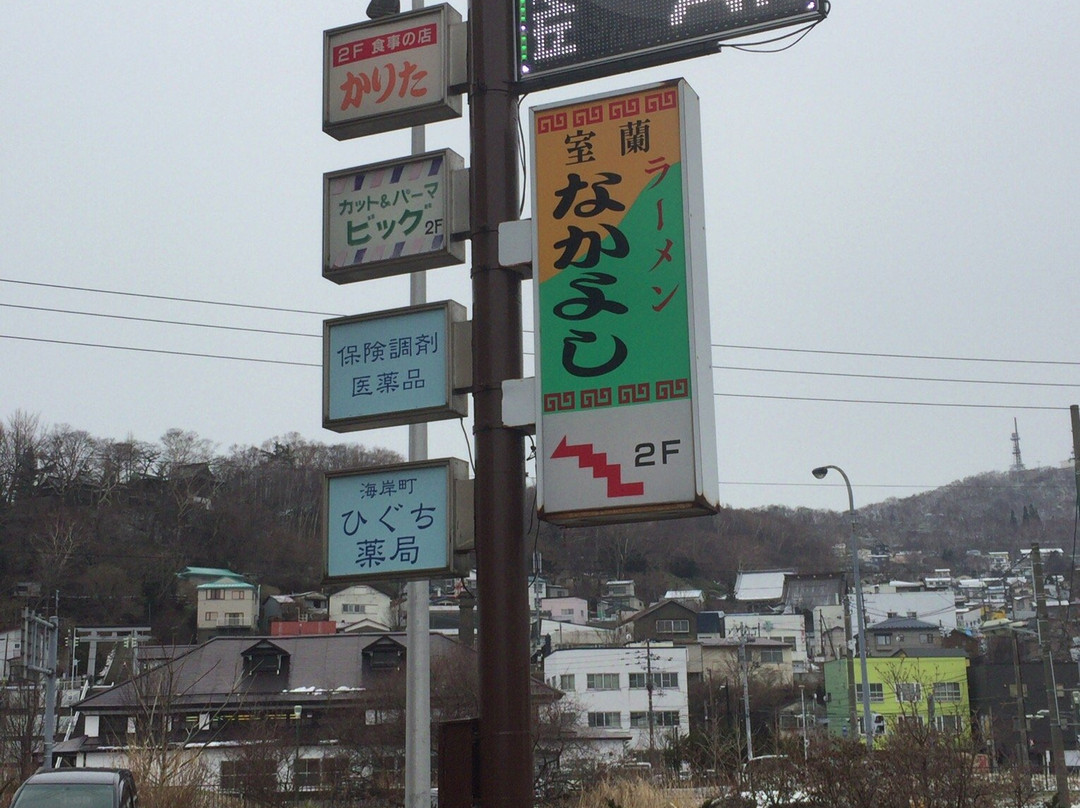 2F 食事の店
かりた
カット&パーマ
ビッグ2F
保険調剤
医薬品
海岸町
ひぐち
薬局
室蘭
なかよし
ラーメン
2F